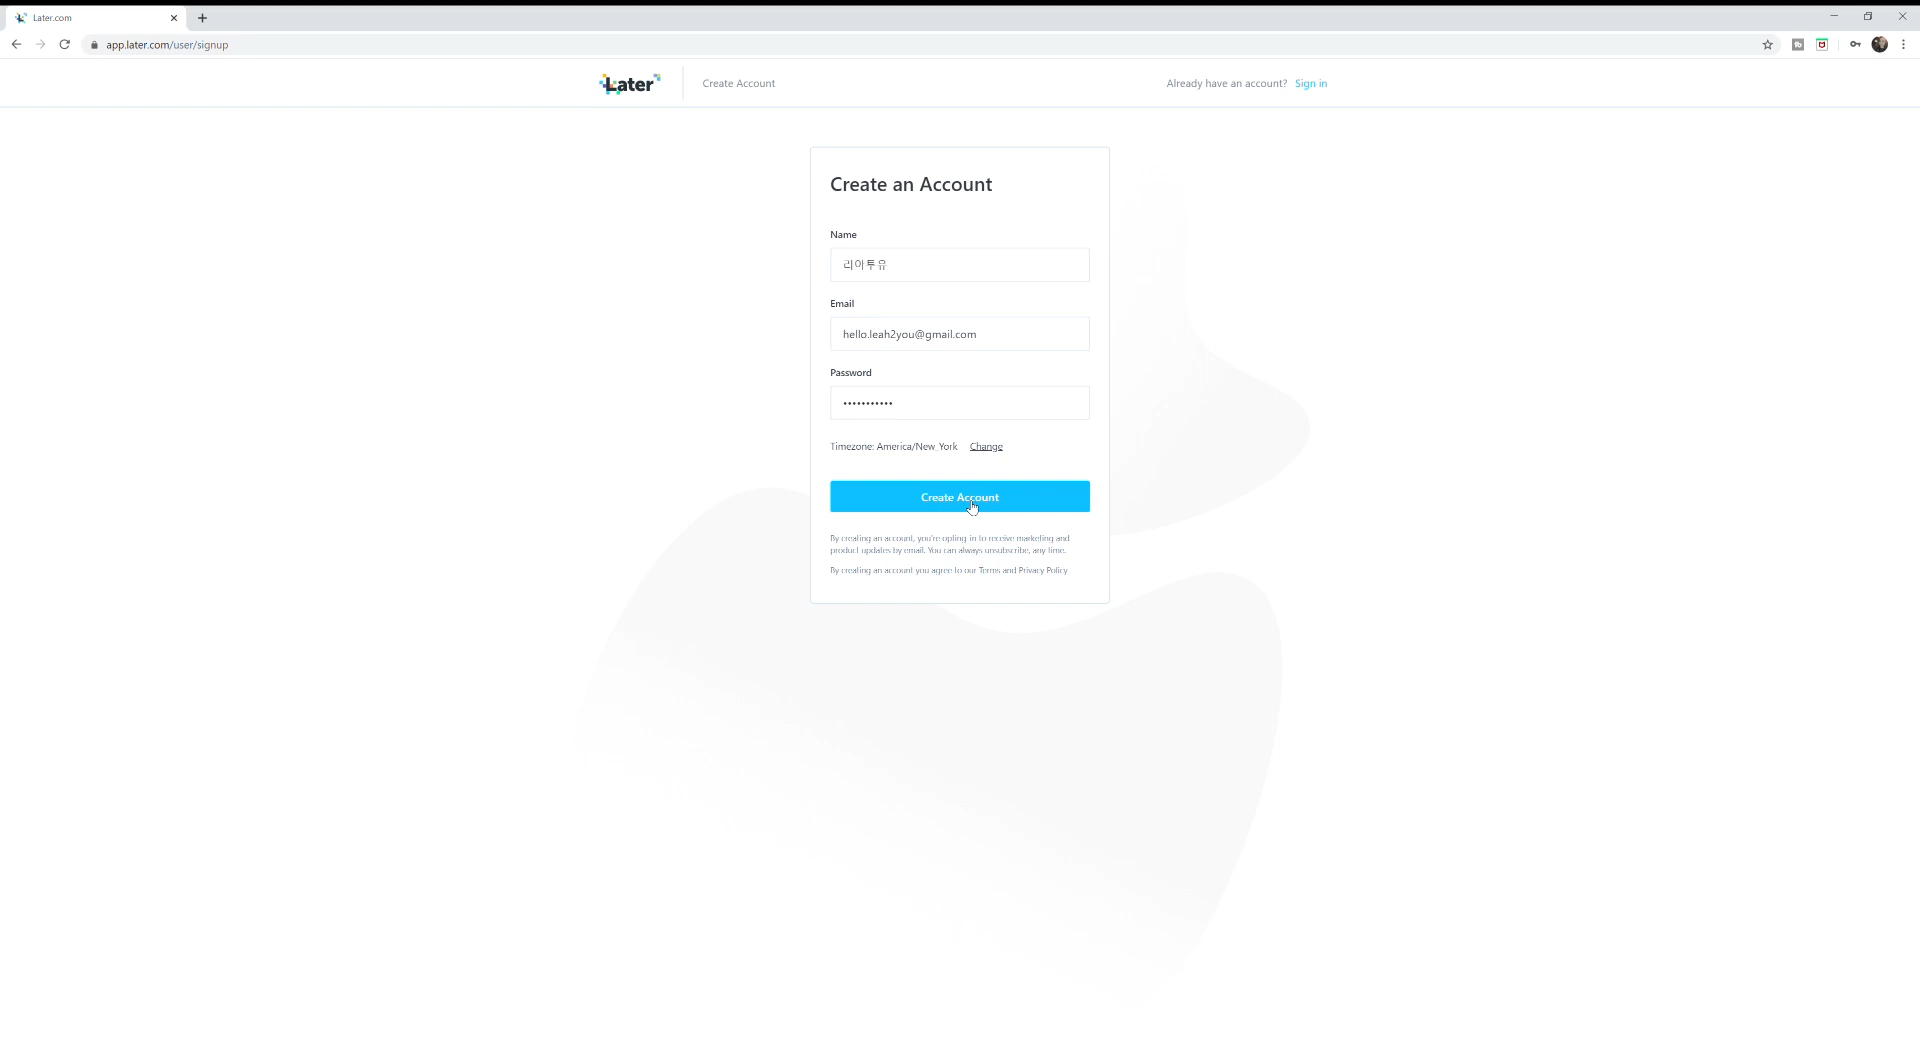 Later.com
app.later.com/user/signup
Later
Create Account
Already have an account? Sign in
Create an Account
Name
리아투유
Email
hello.leah2you@gmail.com
Password
•••••••••••
Timezone: America/New_York Change
Create Account
By creating an account, you're opting in to receive marketing and
product updates by email. You can always unsubscribe, any time.
By creating an account you agree to our Terms and Privacy Policy